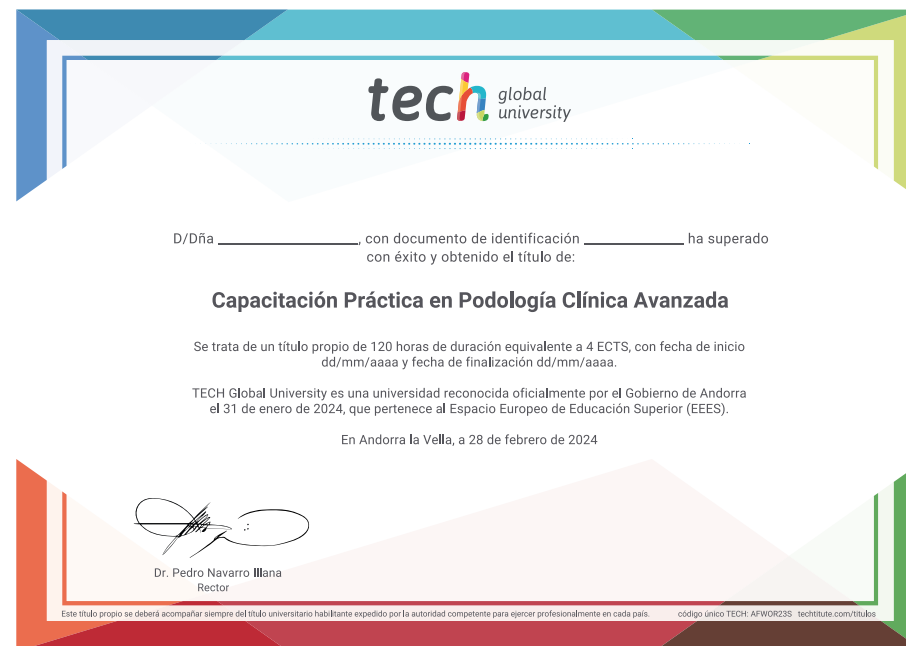 tech global university
D/Dña ______________, con documento de identificación __________ ha superado
con éxito y obtenido el título de:
Capacitación Práctica en Podología Clínica Avanzada
Se trata de un título propio de 120 horas de duración equivalente a 4 ECTS, con fecha de inicio
dd/mm/aaaa y fecha de finalización dd/mm/aaaa.
TECH Global University es una universidad reconocida oficialmente por el Gobierno de Andorra
el 31 de enero de 2024, que pertenece al Espacio Europeo de Educación Superior (EEES).
En Andorra la Vella, a 28 de febrero de 2024
Dr. Pedro Navarro Illana
Rector
Este título propio se deberá acompañar siempre del título universitario habilitante expedido por la autoridad competente para ejercer profesionalmente en cada país. código único TECH: AFWOR23S techtitute.com/titulos